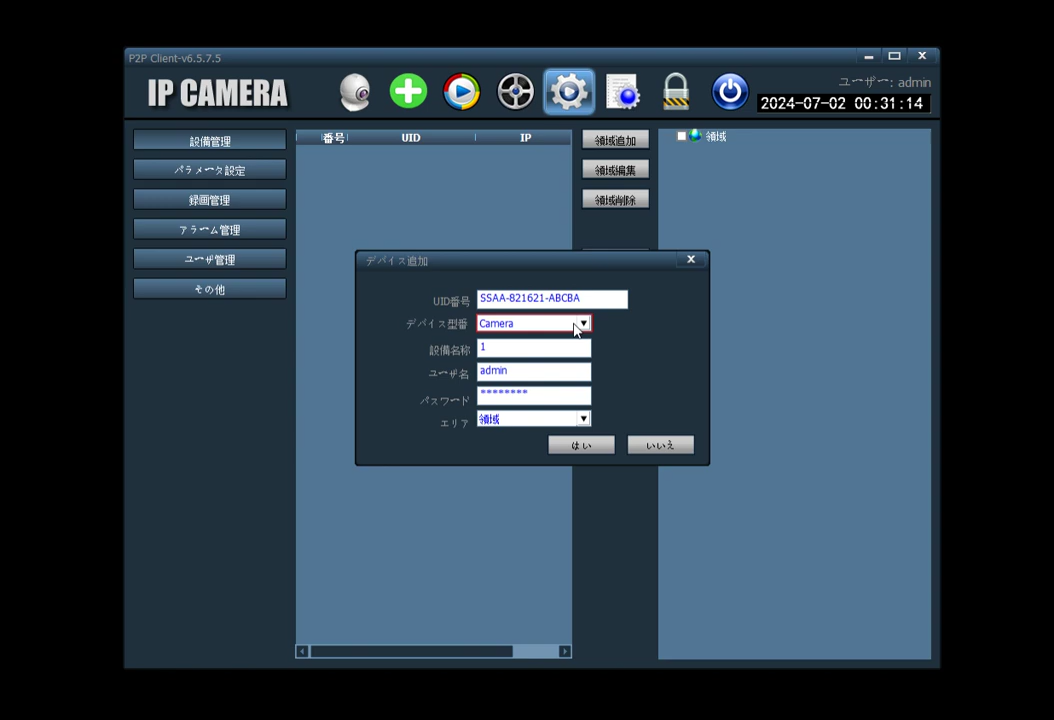 P2P Client-v6.5.7.5
IP CAMERA
ユーザー: admin
2024-07-02 00:31:14
設備管理
パラメータ設定
録画管理
アラーム管理
ユーザ管理
その他
番号 UID IP
領域追加
領域編集
領域削除
領域
デバイス追加
UID番号 SSAA-821621-ABCBA
デバイス型番 Camera
設備名称 1
ユーザ名 admin
パスワード ********
エリア 領域
はい いいえ